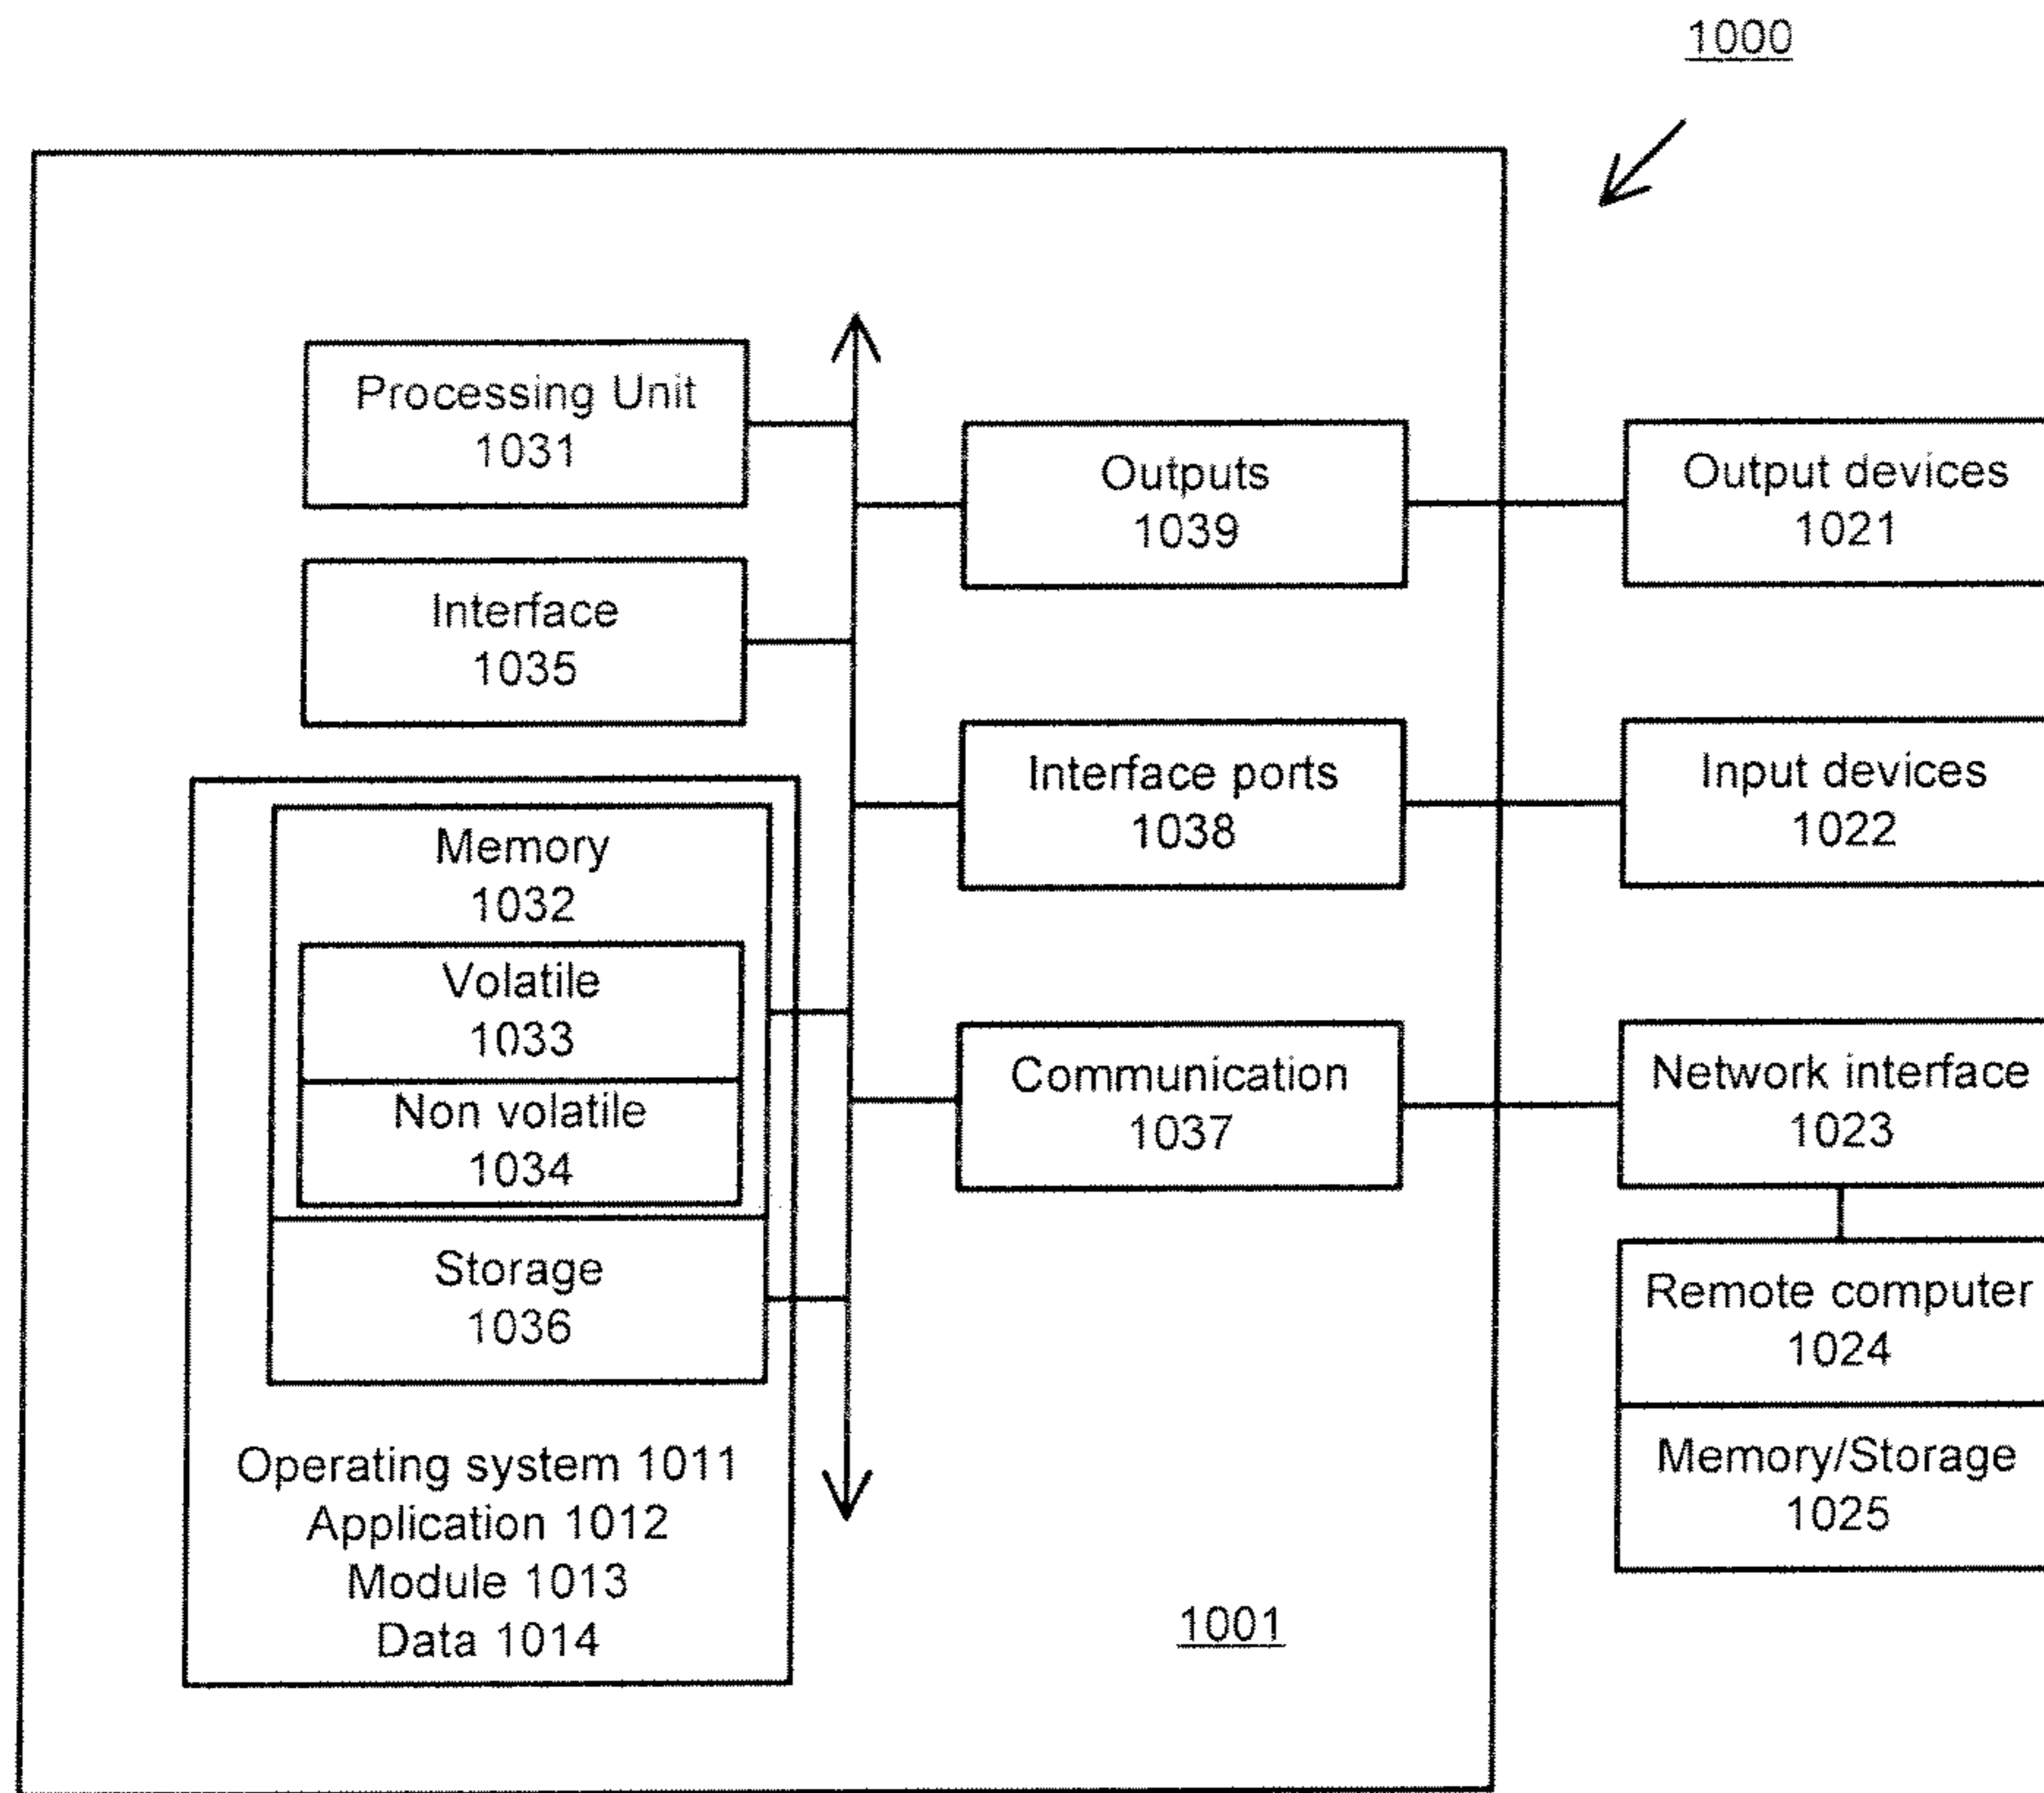 1000
Processing Unit
1031
Interface
1035
Memory
1032
Volatile
1033
Non volatile
1034
Storage
1036
Operating system 1011
Application 1012
Module 1013
Data 1014
Outputs
1039
Interface ports
1038
Communication
1037
1001
Output devices
1021
Input devices
1022
Network interface
1023
Remote computer
1024
Memory/Storage
1025